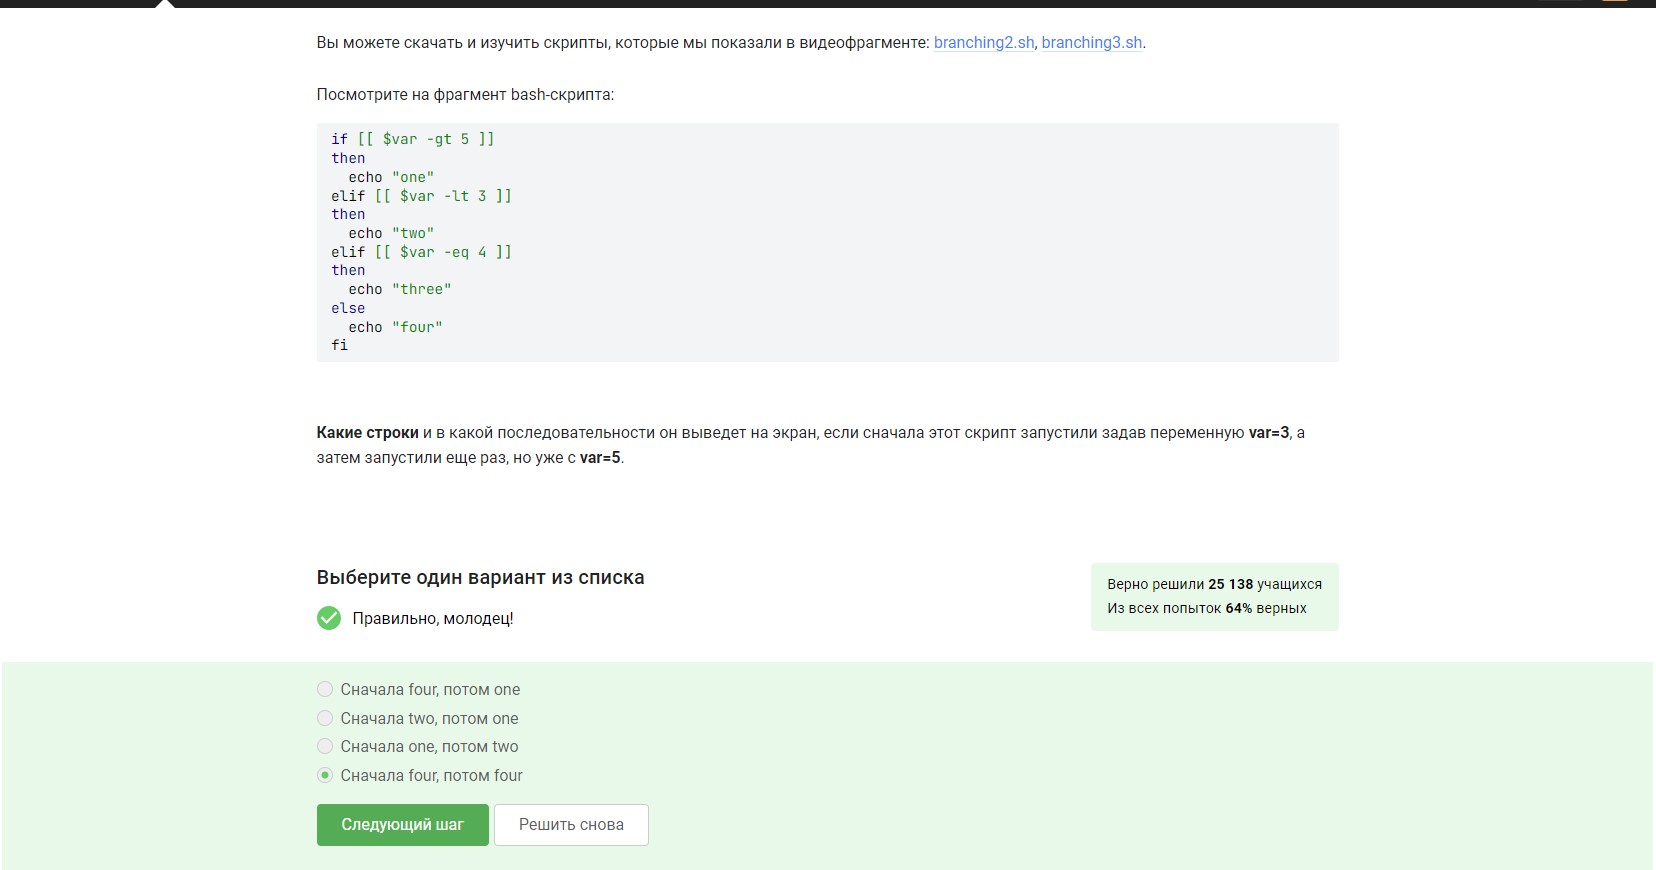 Вы можете скачать и изучить скрипты, которые мы показали в видеофрагменте: branching2.sh, branching3.sh.
Посмотрите на фрагмент bash-скрипта:
if [[ $var -gt 5 ]]
then
  echo "one"
elif [[ $var -lt 3 ]]
then
  echo "two"
elif [[ $var -eq 4 ]]
then
  echo "three"
else
  echo "four"
fi
Какие строки и в какой последовательности он выведет на экран, если сначала этот скрипт запустили задав переменную var=3, а
затем запустили еще раз, но уже с var=5.
Выберите один вариант из списка
Правильно, молодец!
Верно решили 25 138 учащихся
Из всех попыток 64% верных
Сначала four, потом one
Сначала two, потом one
Сначала one, потом two
Сначала four, потом four
Следующий шаг
Решить снова